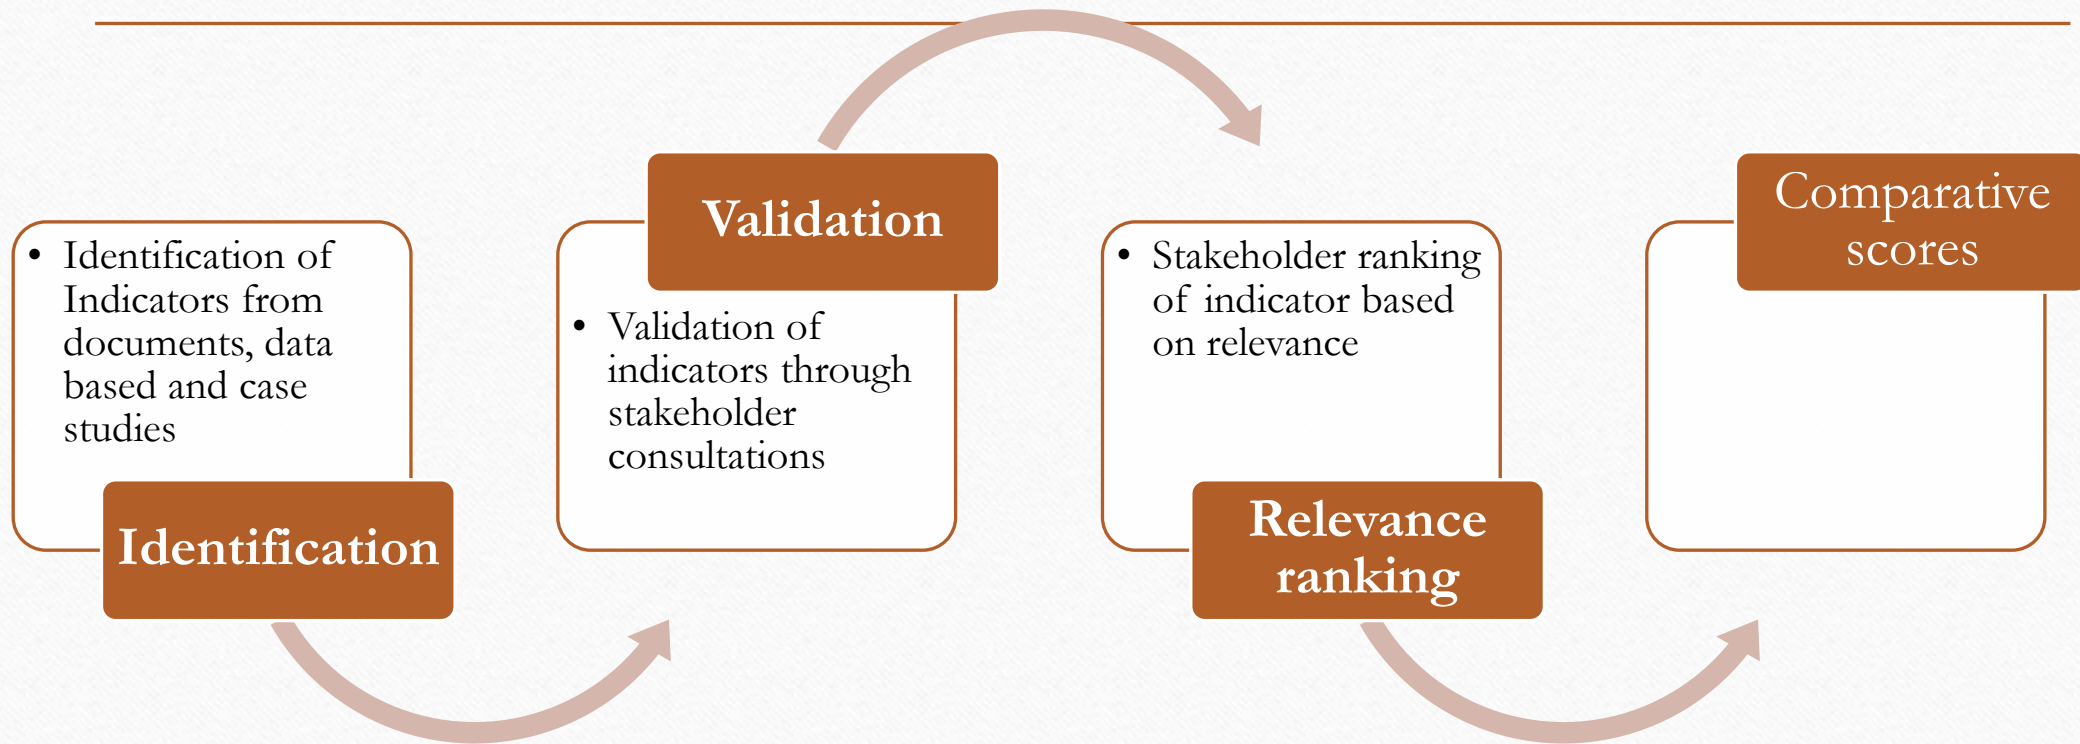 • Identification of
Indicators from
documents, data
based and case
studies
Identification
Validation
• Validation of
indicators through
stakeholder
consultations
• Stakeholder ranking
of indicator based
on relevance
Relevance
ranking
Comparative
scores